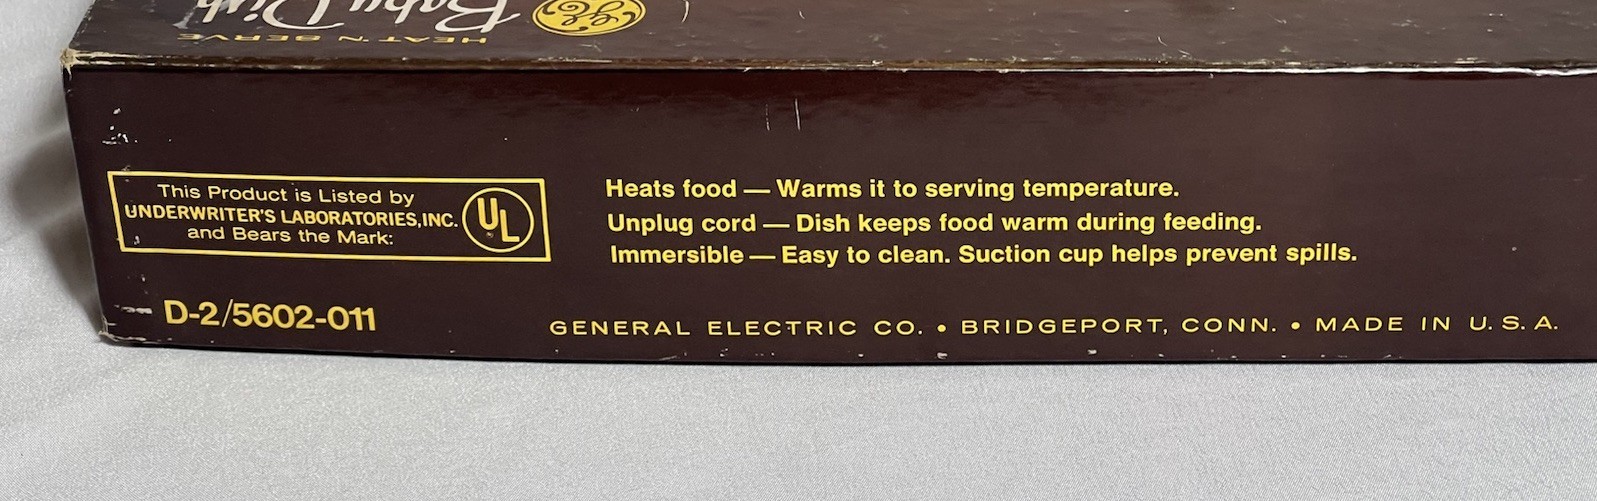 Baby Dish
HEAT 'N SERVE
GE
This Product is Listed by
UNDERWRITER'S LABORATORIES, INC.
and Bears the Mark:
UL
Heats food — Warms it to serving temperature.
Unplug cord — Dish keeps food warm during feeding.
Immersible — Easy to clean. Suction cup helps prevent spills.
D-2/5602-011
GENERAL ELECTRIC CO. • BRIDGEPORT, CONN. • MADE IN U.S.A.